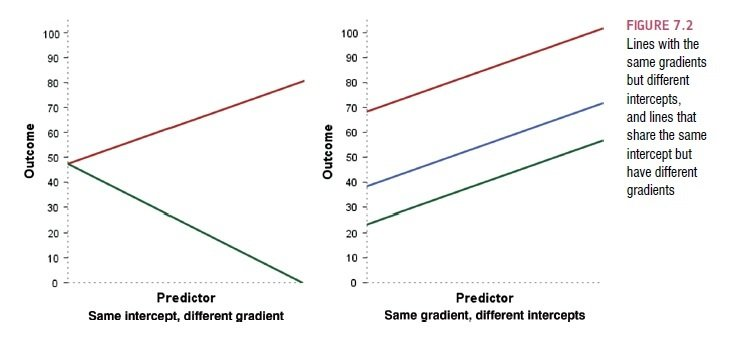 100
90
80
70
60
50
40
30
20
10
0
Outcome
Predictor
Same intercept, different gradient
100
90
80
70
60
50
40
30
20
10
0
Outcome
Predictor
Same gradient, different intercepts
FIGURE 7.2
Lines with the
same gradients
but different
intercepts,
and lines that
share the same
intercept but
have different
gradients